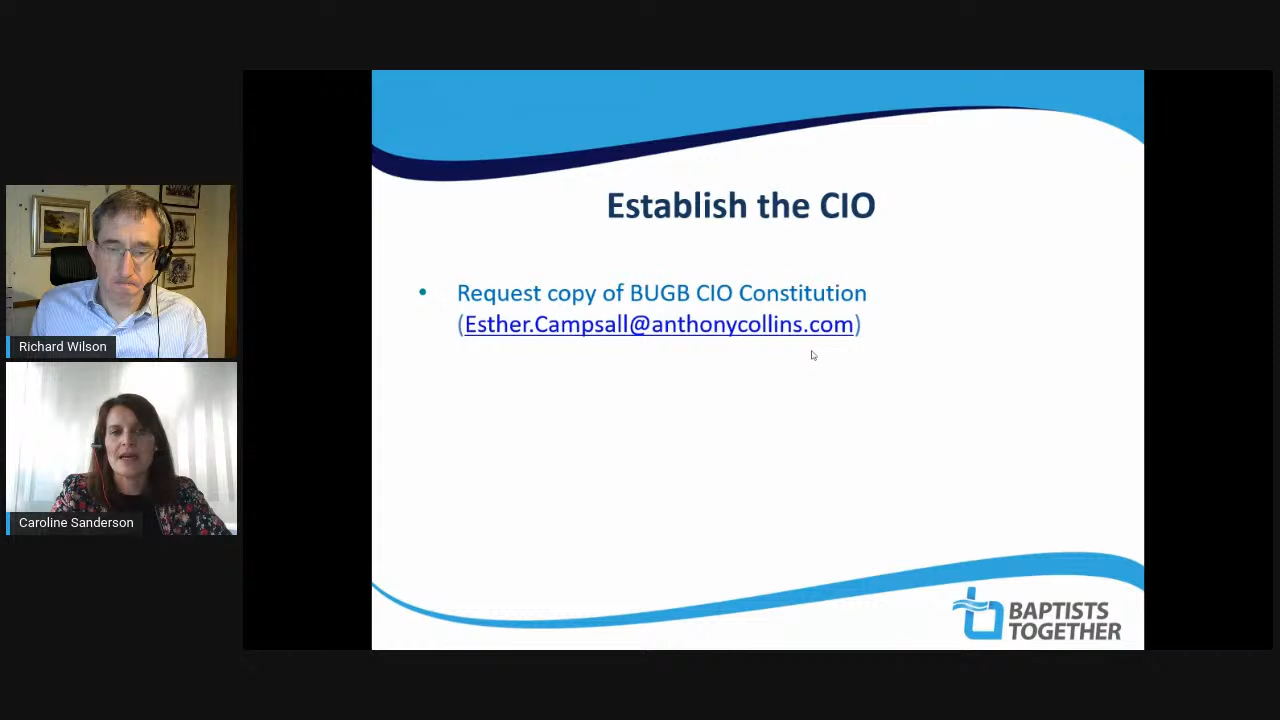 Richard Wilson
Caroline Sanderson
Establish the CIO
• Request copy of BUGB CIO Constitution
(Esther.Campsall@anthonycollins.com)
BAPTISTS
TOGETHER